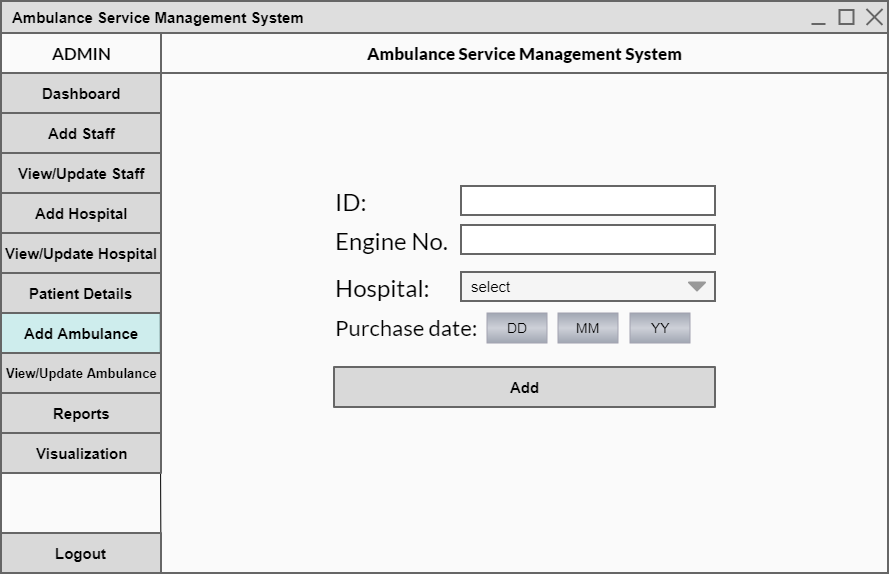 Ambulance Service Management System
ADMIN
Ambulance Service Management System
Dashboard
Add Staff
View/Update Staff
Add Hospital
View/Update Hospital
Patient Details
Add Ambulance
View/Update Ambulance
Reports
Visualization
Logout
ID:
Engine No.
Hospital: select
Purchase date: DD MM YY
Add